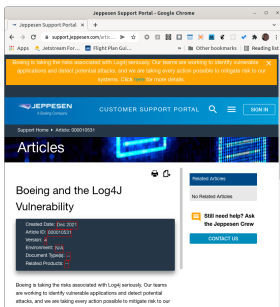 Jeppesen Support Portal - Google Chrome
Jeppesen Support Portal
support.jeppesen.com/artic...
Apps
Jetstream For...
Flight Plan Gui...
Other bookmarks
Reading list
Boeing is taking the risks associated with Log4j seriously. Our teams are working to identify vulnerable
applications and detect potential attacks, and we are taking every action possible to mitigate risk to our
systems. Click here for more details.
JEPPESEN
A Boeing Company
CUSTOMER SUPPORT PORTAL
SIGN IN
Support Home
Article: 000010531
Articles
Boeing and the Log4J
Vulnerability
Created Date: Dec 2021
Article ID: 000010531
Version:
Environment: N/A
Document Type(s):
Related Products:
Related Articles
No Related Articles
Still need help? Ask
the Jeppesen Crew
CONTACT US
Boeing is taking the risks associated with Log4j seriously. Our teams
are working to identify vulnerable applications and detect potential
attacks, and we are taking every action possible to mitigate risk to our